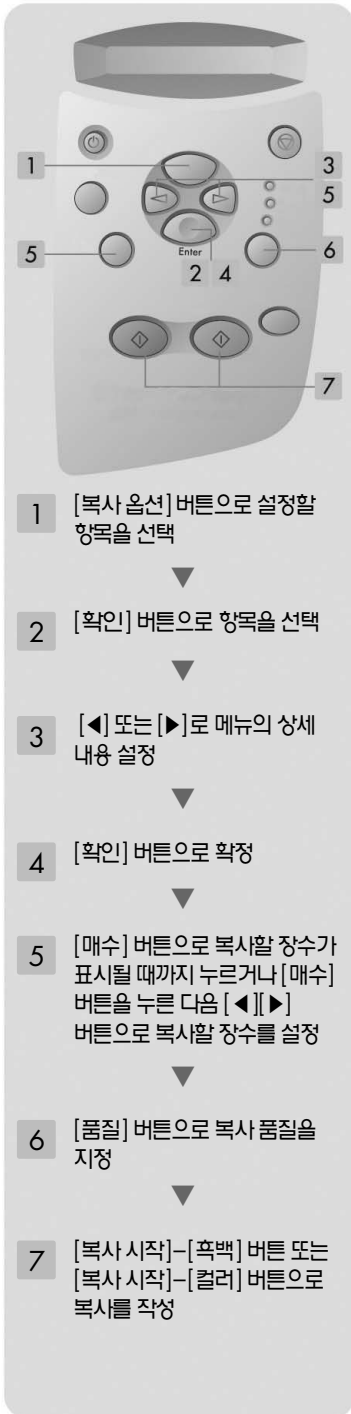 1
3
5
5
6
Enter
2 4
7
1 [복사 옵션] 버튼으로 설정할
항목을 선택
2 [확인] 버튼으로 항목을 선택
3 [◀] 또는 [▶]로 메뉴의 상세
내용 설정
4 [확인] 버튼으로 확정
5 [매수] 버튼으로 복사할 장수가
표시될 때까지 누르거나 [매수]
버튼을 누른 다음 [◀][▶]
버튼으로 복사할 장수를 설정
6 [품질] 버튼으로 복사 품질을
지정
7 [복사 시작]–[흑백] 버튼 또는
[복사 시작]–[컬러] 버튼으로
복사를 작성